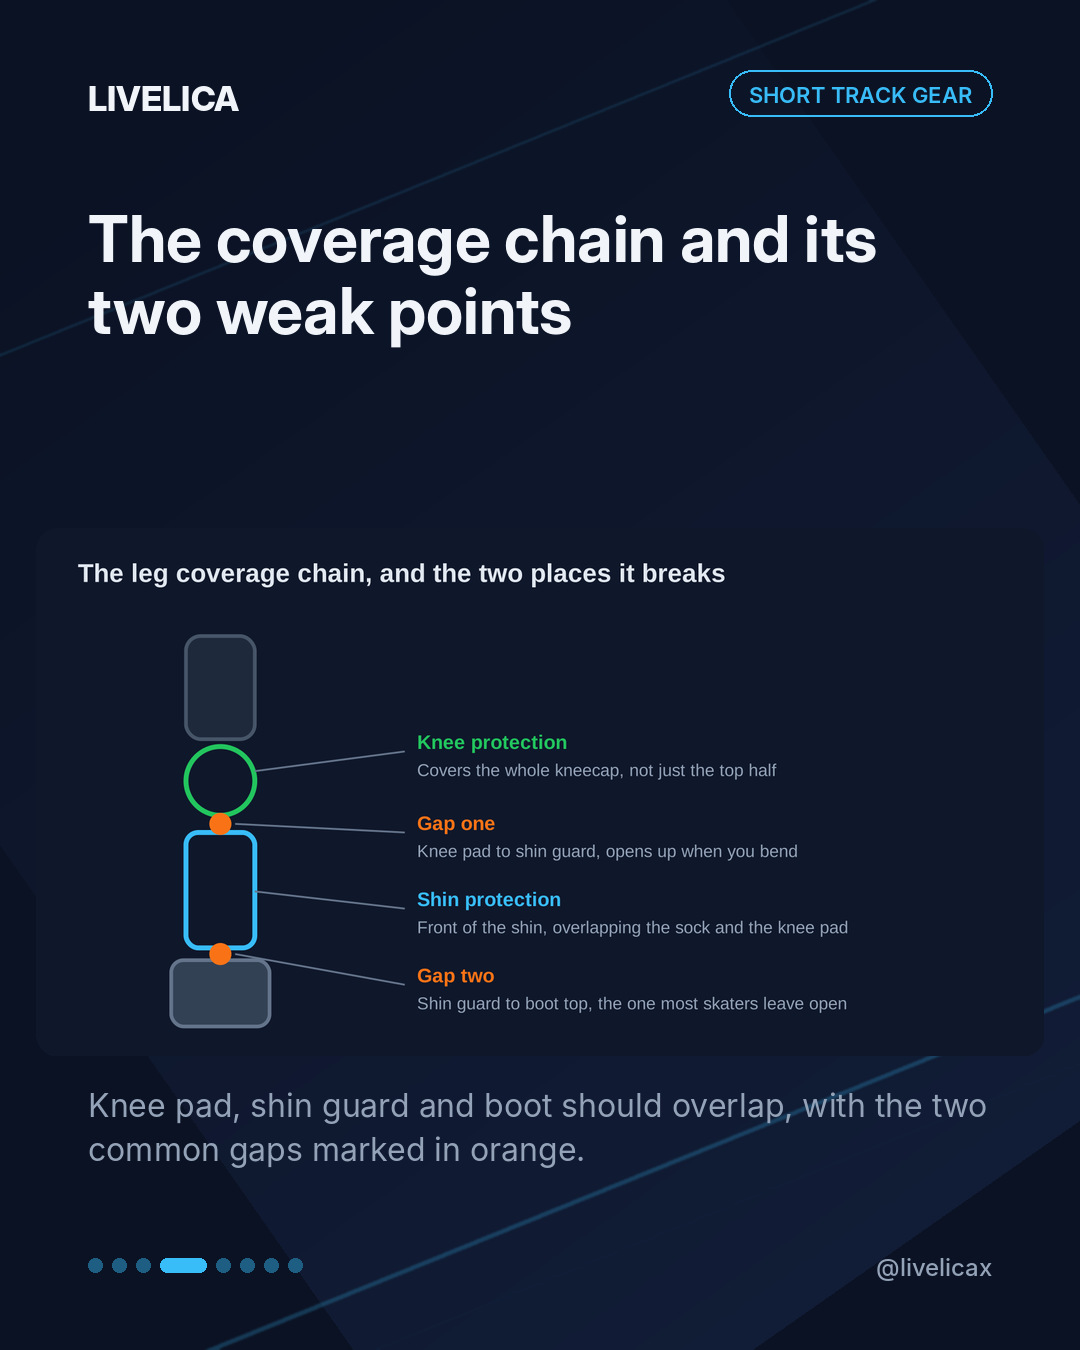 LIVELICA
SHORT TRACK GEAR
The coverage chain and its
two weak points
The leg coverage chain, and the two places it breaks
Knee protection
Covers the whole kneecap, not just the top half
Gap one
Knee pad to shin guard, opens up when you bend
Shin protection
Front of the shin, overlapping the sock and the knee pad
Gap two
Shin guard to boot top, the one most skaters leave open
Knee pad, shin guard and boot should overlap, with the two
common gaps marked in orange.
@livelicax